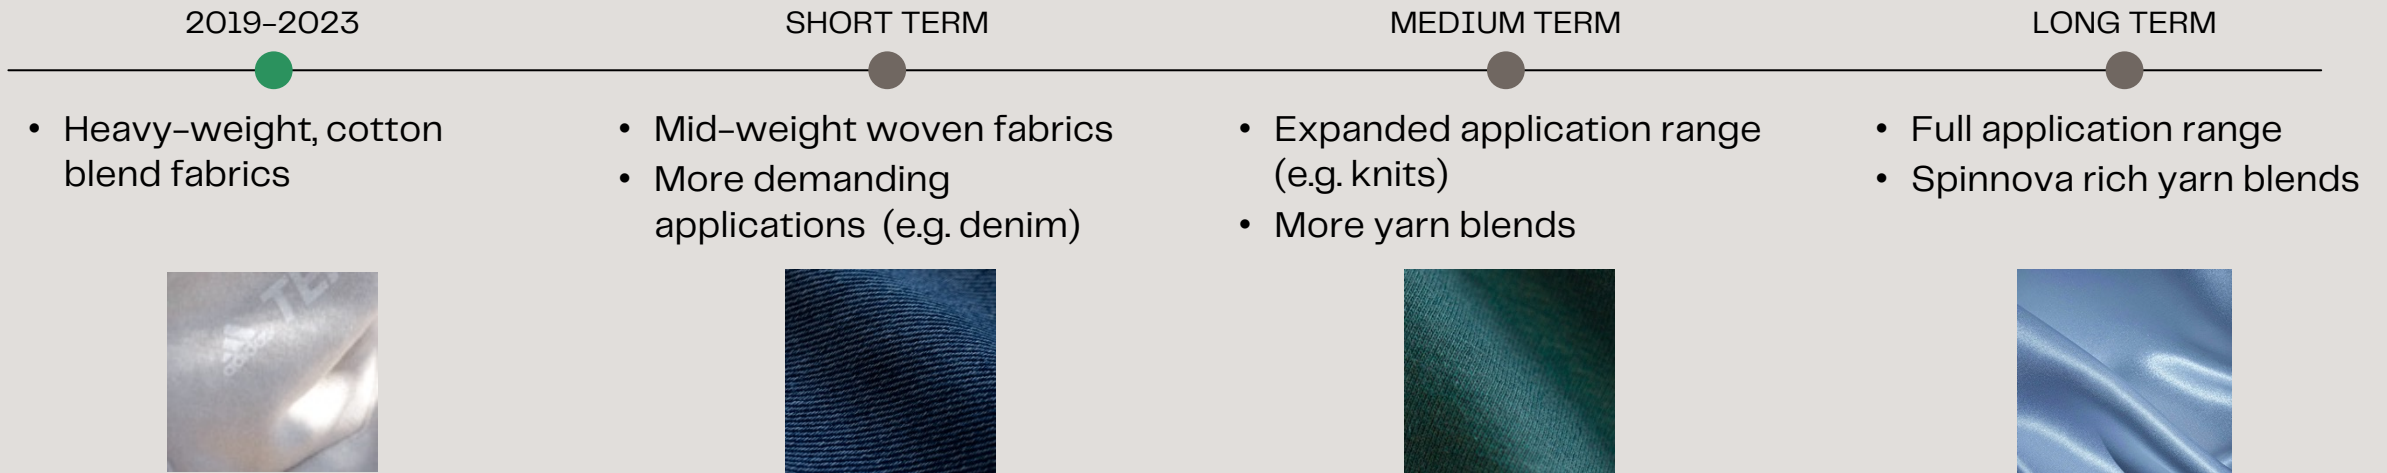 2019-2023
SHORT TERM
MEDIUM TERM
LONG TERM
• Heavy-weight, cotton
blend fabrics
• Mid-weight woven fabrics
• More demanding
applications (e.g. denim)
• Expanded application range
(e.g. knits)
• More yarn blends
• Full application range
• Spinnova rich yarn blends
adidas